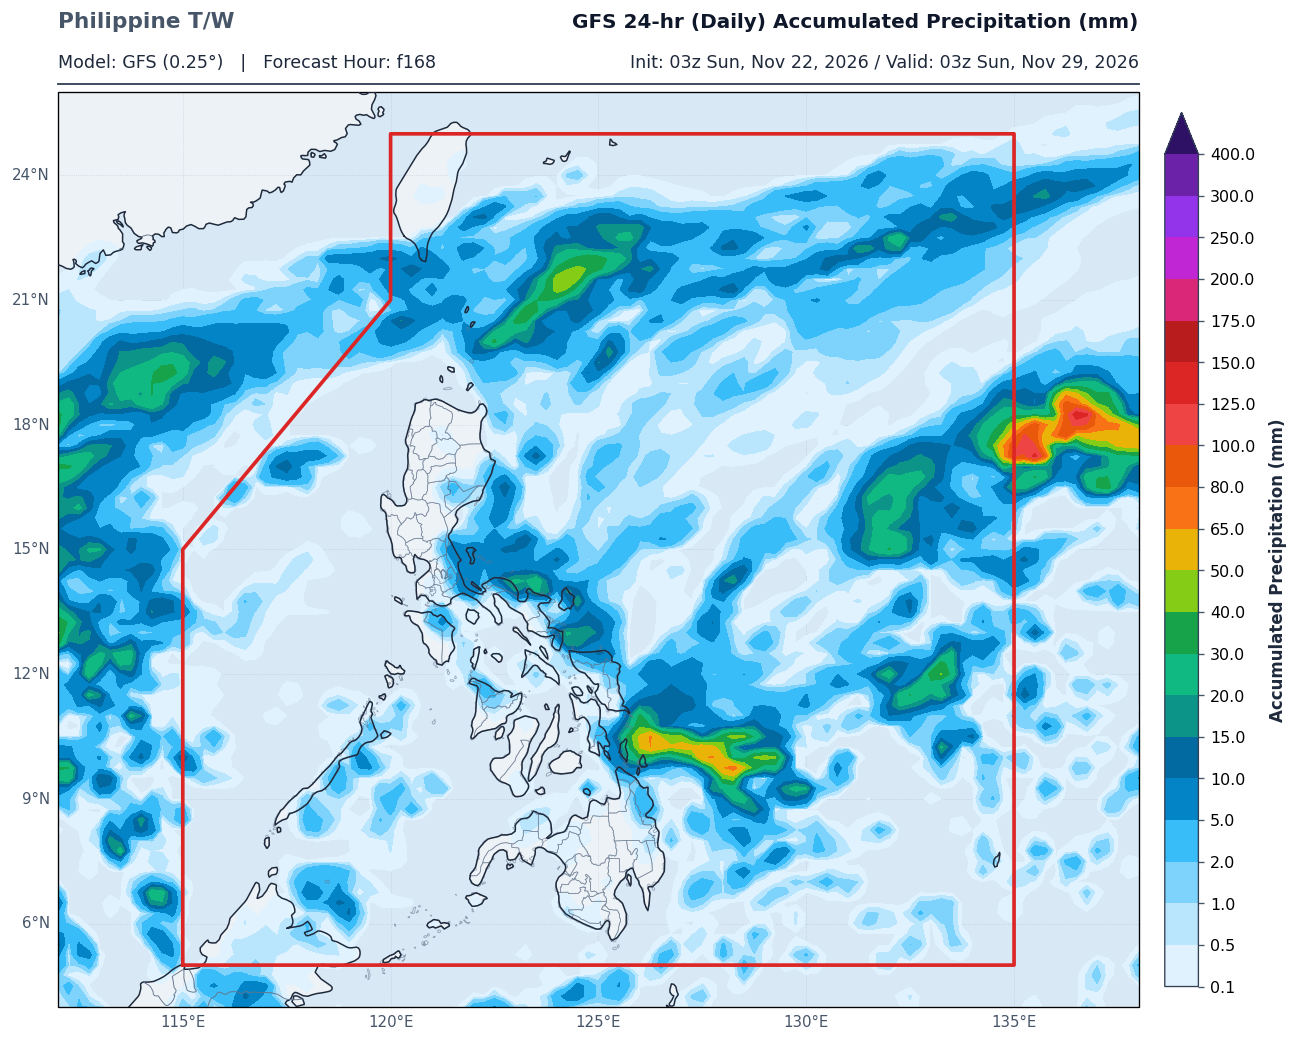 Philippine T/W
GFS 24-hr (Daily) Accumulated Precipitation (mm)
Model: GFS (0.25°) | Forecast Hour: f168
Init: 03z Sun, Nov 22, 2026 / Valid: 03z Sun, Nov 29, 2026
24°N
21°N
18°N
15°N
12°N
9°N
6°N
115°E
120°E
125°E
130°E
135°E
400.0
300.0
250.0
200.0
175.0
150.0
125.0
100.0
80.0
65.0
50.0
40.0
30.0
20.0
15.0
10.0
5.0
2.0
1.0
0.5
0.1
Accumulated Precipitation (mm)